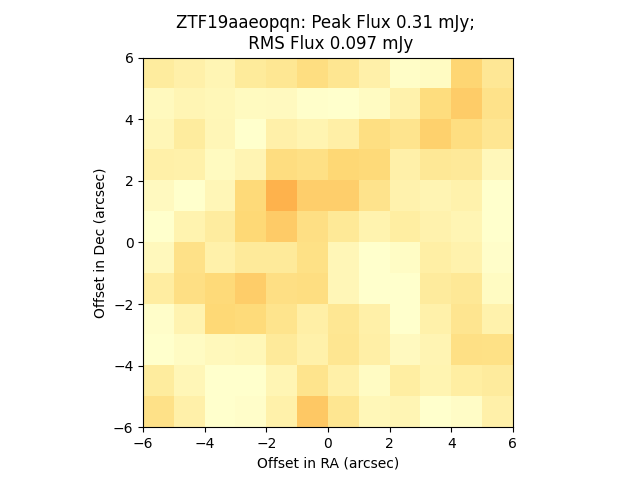 ZTF19aaeopqn: Peak Flux 0.31 mJy;
RMS Flux 0.097 mJy
6
4
2
0
−2
−4
−6
Offset in Dec (arcsec)
−6 −4 −2 0 2 4 6
Offset in RA (arcsec)